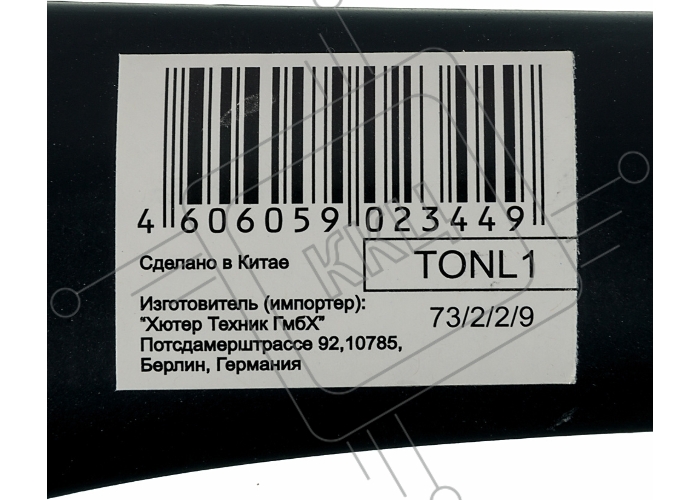 4 606059 023449
Сделано в Китае
TONL1
Изготовитель (импортер):
“Хютер Техник ГмбХ”
Потсдамерштрассе 92,10785,
Берлин, Германия
73/2/2/9
ККЦ